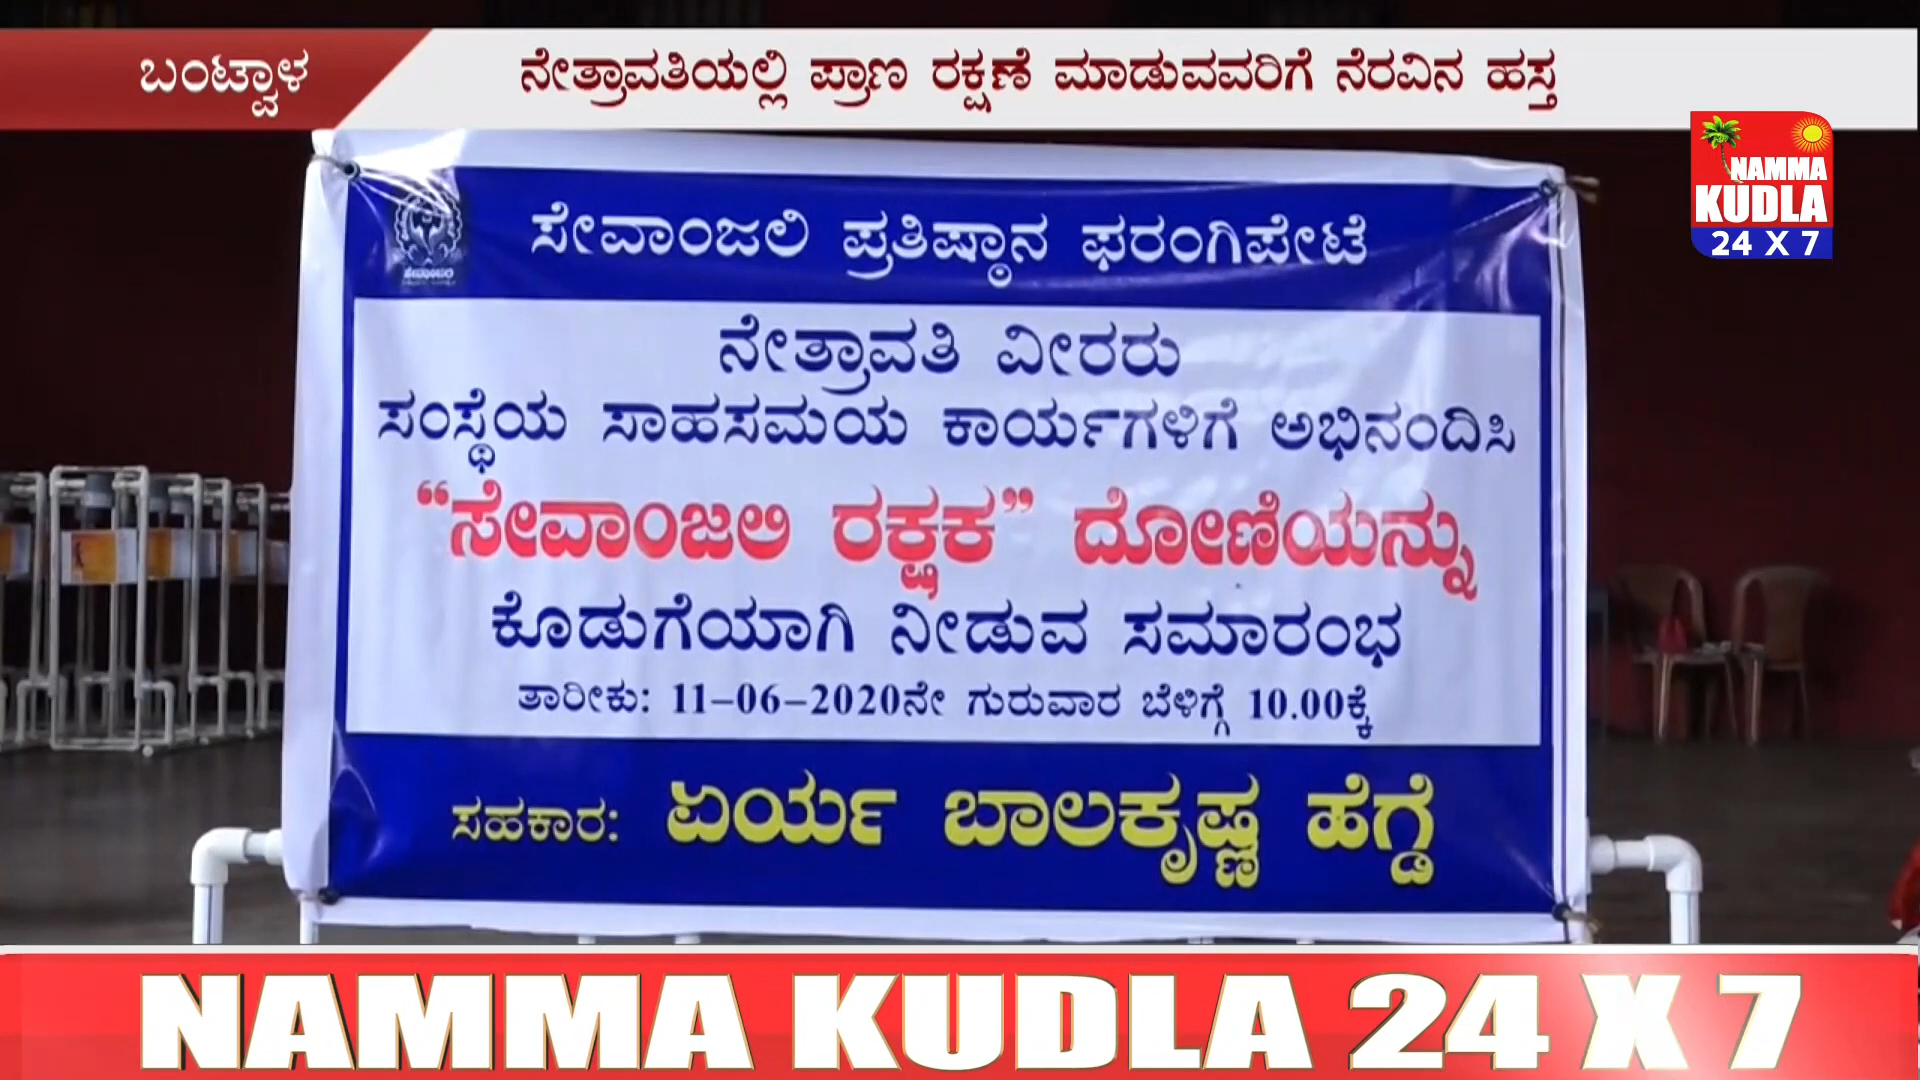 ಬಂಟ್ವಾಳ
ನೇತ್ರಾವತಿಯಲ್ಲಿ ಪ್ರಾಣ ರಕ್ಷಣೆ ಮಾಡುವವರಿಗೆ ನೆರವಿನ ಹಸ್ತ
NAMMA
KUDLA
24 X 7
ಸೇವಾಂಜಲಿ ಪ್ರತಿಷ್ಠಾನ ಫರಂಗಿಪೇಟೆ
ಸೇವಾಂಜಲಿ
ನೇತ್ರಾವತಿ ವೀರರು
ಸಂಸ್ಥೆಯ ಸಾಹಸಮಯ ಕಾರ್ಯಗಳಿಗೆ ಅಭಿನಂದಿಸಿ
“ಸೇವಾಂಜಲಿ ರಕ್ಷಕ” ದೋಣಿಯನ್ನು
ಕೊಡುಗೆಯಾಗಿ ನೀಡುವ ಸಮಾರಂಭ
ತಾರೀಕು: 11-06-2020ನೇ ಗುರುವಾರ ಬೆಳಿಗ್ಗೆ 10.00ಕ್ಕೆ
ಸಹಕಾರ: ಏರ್ಯ ಬಾಲಕೃಷ್ಣ ಹೆಗ್ಡೆ
NAMMA KUDLA 24 X 7